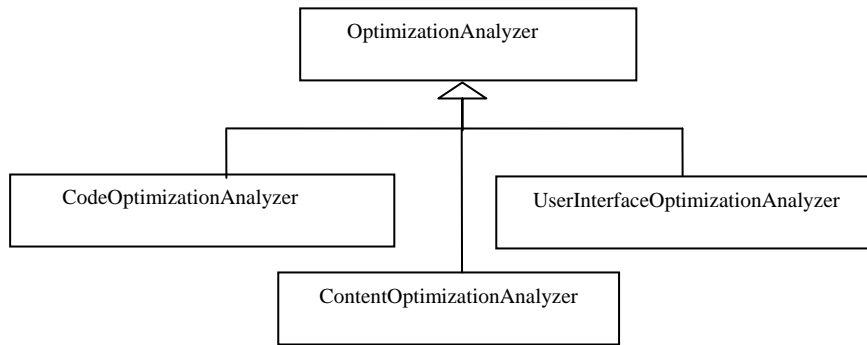 OptimizationAnalyzer
CodeOptimizationAnalyzer
UserInterfaceOptimizationAnalyzer
ContentOptimizationAnalyzer